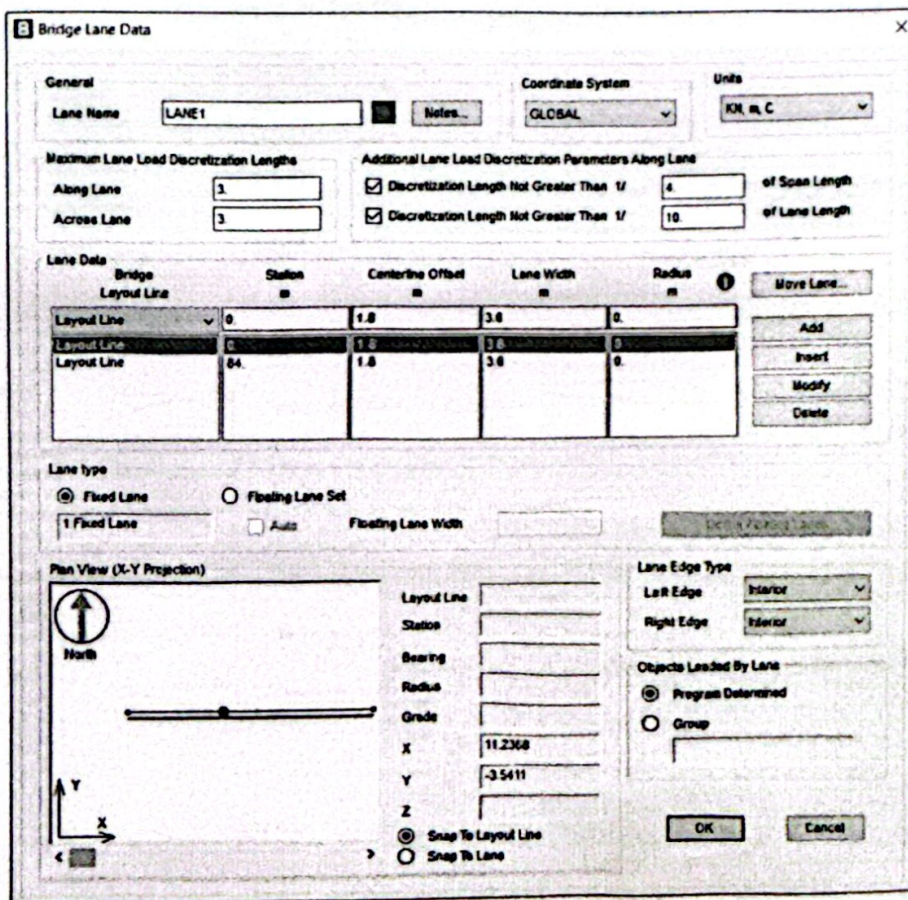 Bridge Lane Data
General
Lane Name LANE1 Notes...
Coordinate System
GLOBAL
Units
KN, m, C
Maximum Lane Load Discretization Lengths
Along Lane 3.
Across Lane 3.
Additional Lane Load Discretization Parameters Along Lane
Discretization Length Not Greater Than 1/ 4. of Span Length
Discretization Length Not Greater Than 1/ 10. of Lane Length
Lane Data
Bridge Layout Line Station m Centerline Offset m Lane Width m Radius m
Move Lane...
Layout Line 0. 1.8 3.6 0.
Layout Line 0. 1.8 3.6 0.
Layout Line 84. 1.8 3.6 0.
Add
Insert
Modify
Delete
Lane type
Fixed Lane Floating Lane Set
1 Fixed Lane Auto Floating Lane Width
Plan View (X-Y Projection)
North
Y
X
Layout Line
Station
Bearing
Radius
Grade
X 11.2368
Y -3.5411
Z
Snap To Layout Line
Snap To Lane
Lane Edge Type
Left Edge Interior
Right Edge Interior
Objects Loaded By Lane
Program Determined
Group
OK Cancel